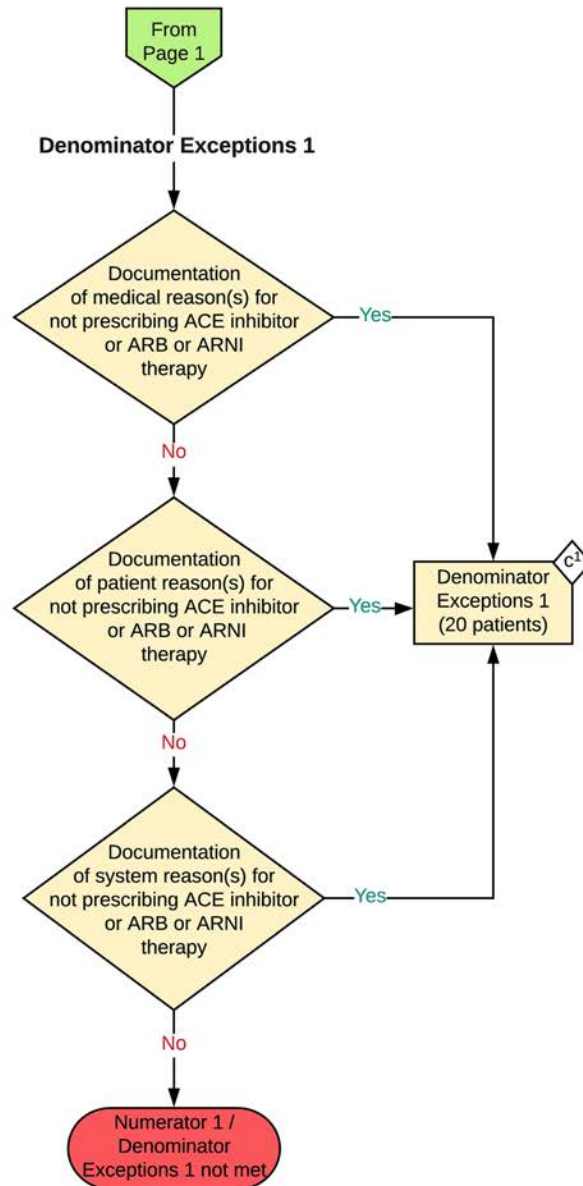 From
Page 1
Denominator Exceptions 1
Documentation
of medical reason(s) for
not prescribing ACE inhibitor
or ARB or ARNI
therapy
Yes
No
Documentation
of patient reason(s) for
not prescribing ACE inhibitor
or ARB or ARNI
therapy
Yes
c¹
Denominator
Exceptions 1
(20 patients)
No
Documentation
of system reason(s) for
not prescribing ACE inhibitor
or ARB or ARNI
therapy
Yes
No
Numerator 1 /
Denominator
Exceptions 1 not met